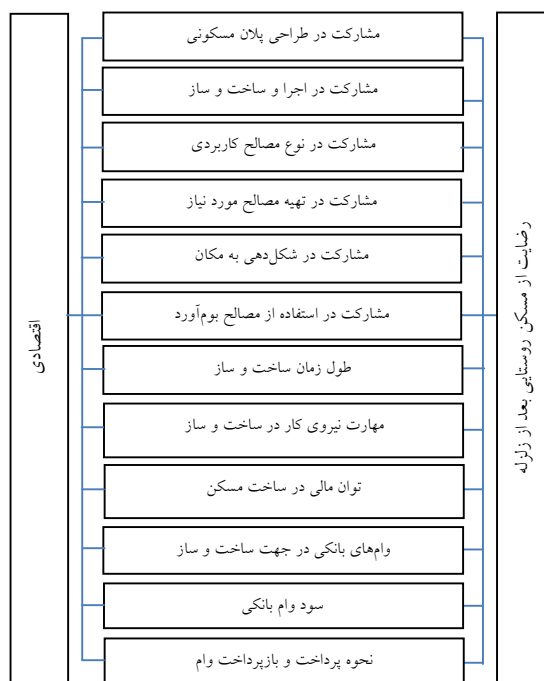 رضایت از مسکن روستایی بعد از زلزله
مشارکت در طراحی پلان مسکونی
مشارکت در اجرا و ساخت و ساز
مشارکت در نوع مصالح کاربردی
مشارکت در تهیه مصالح مورد نیاز
مشارکت در شکل‌دهی به مکان
مشارکت در استفاده از مصالح بوم‌آورد
طول زمان ساخت و ساز
مهارت نیروی کار در ساخت و ساز
توان مالی در ساخت مسکن
وام‌های بانکی در جهت ساخت و ساز
سود وام بانکی
نحوه پرداخت و بازپرداخت وام
اقتصادی